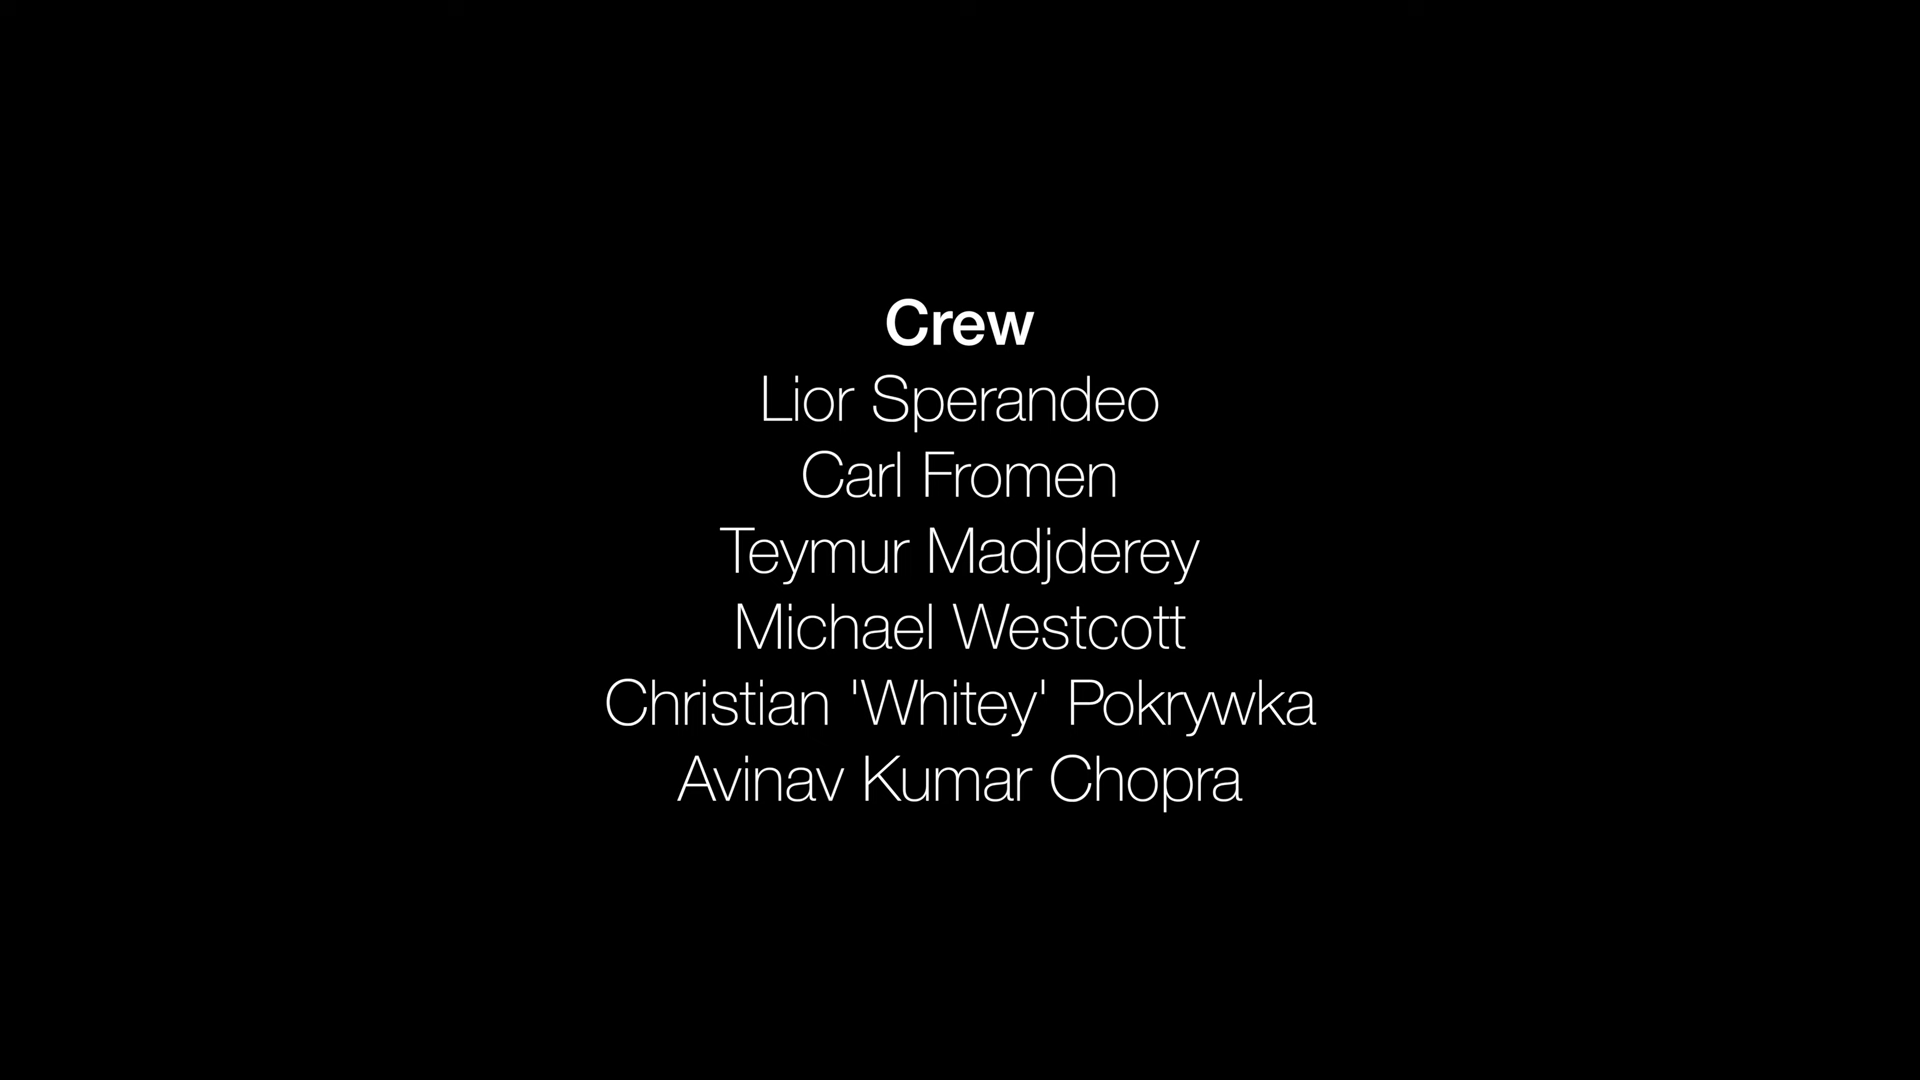 Crew
Lior Sperandeo
Carl Fromen
Teymur Madjderey
Michael Westcott
Christian 'Whitey' Pokrywka
Avinav Kumar Chopra